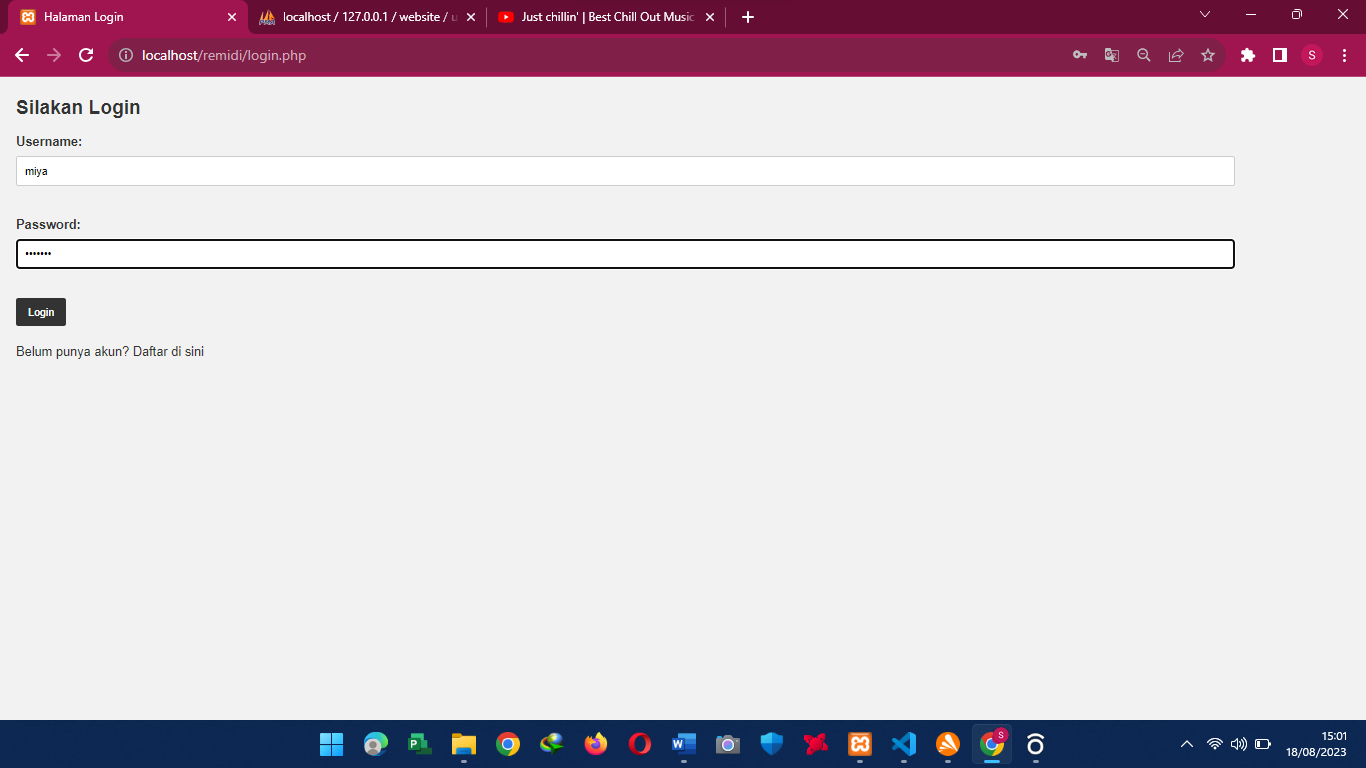 Halaman Login
localhost / 127.0.0.1 / website / u
Just chillin' | Best Chill Out Music
localhost/remidi/login.php
S
Silakan Login
Username:
miya
Password:
•••••••
Login
Belum punya akun? Daftar di sini
S
15:01
18/08/2023